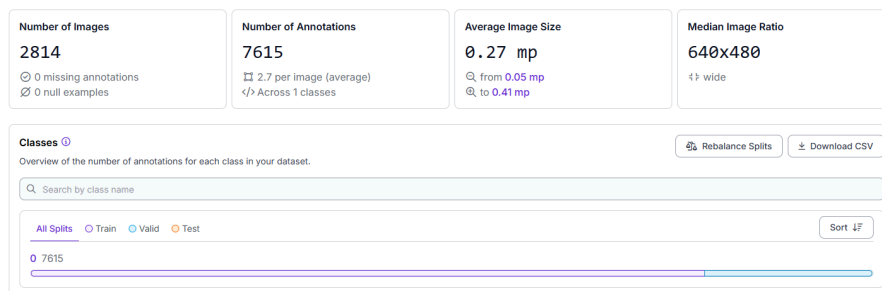 Number of Images
2814
0 missing annotations
0 null examples
Number of Annotations
7615
2.7 per image (average)
</> Across 1 classes
Average Image Size
0.27 mp
from 0.05 mp
to 0.41 mp
Median Image Ratio
640x480
wide
Classes
Rebalance Splits
Download CSV
Overview of the number of annotations for each class in your dataset.
Search by class name
All Splits Train Valid Test
Sort
0 7615